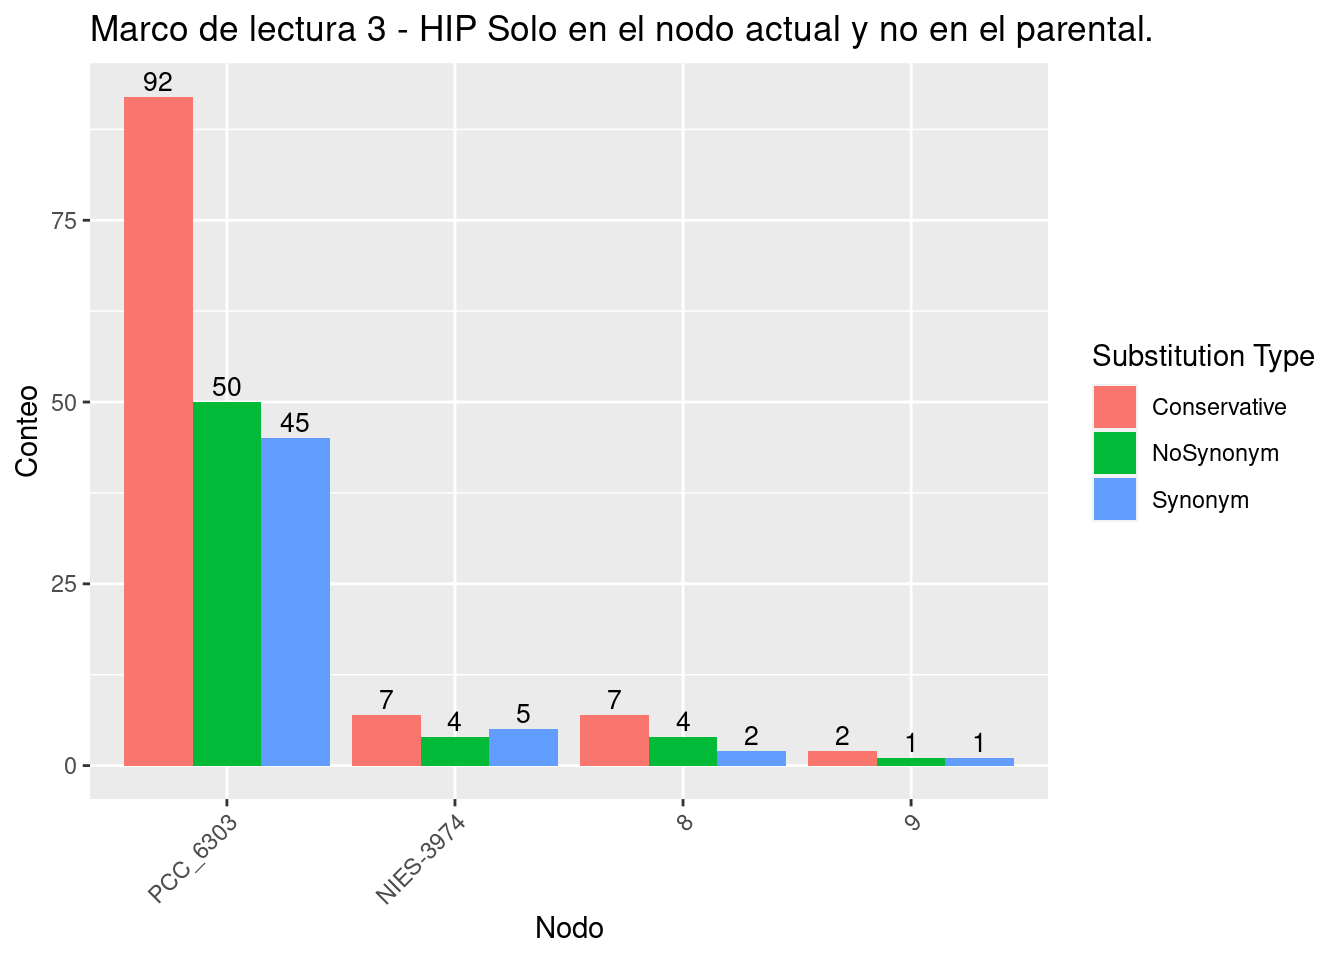 Marco de lectura 3 - HIP Solo en el nodo actual y no en el parental.
Conteo
75
50
25
0
92
50
45
7
4
5
7
4
2
2
1
1
PCC_6303
NIES-3974
8
9
Nodo
Substitution Type
Conservative
NoSynonym
Synonym